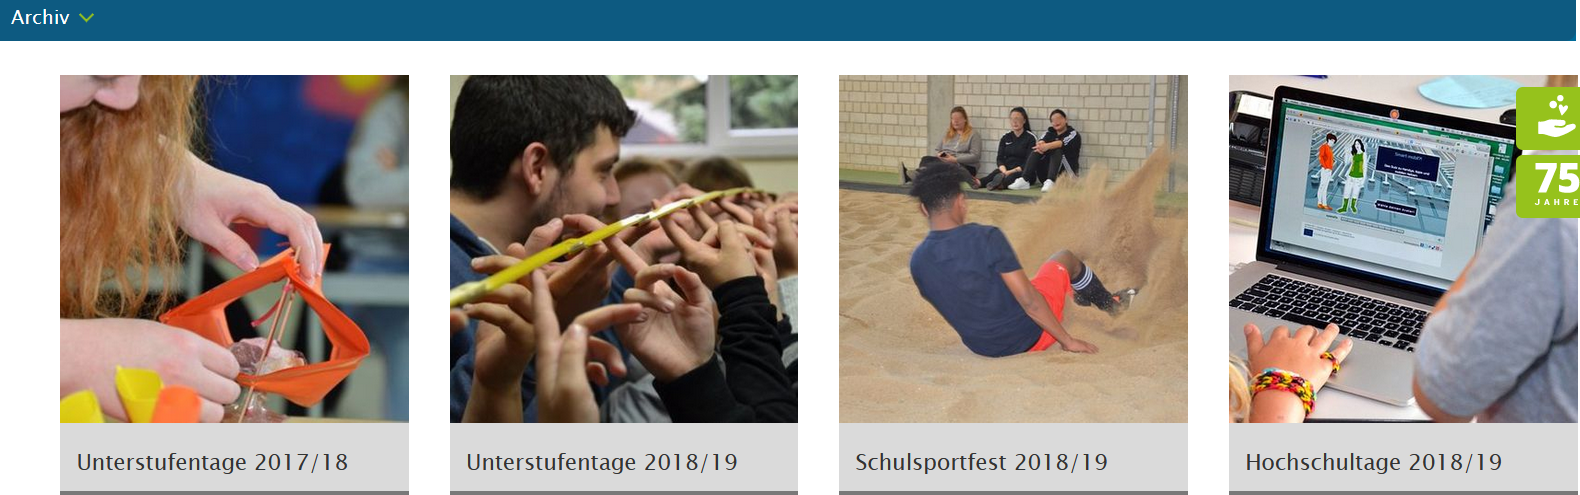 Archiv
75
JAHRE
Unterstufentage 2017/18
Unterstufentage 2018/19
Schulsportfest 2018/19
Hochschultage 2018/19